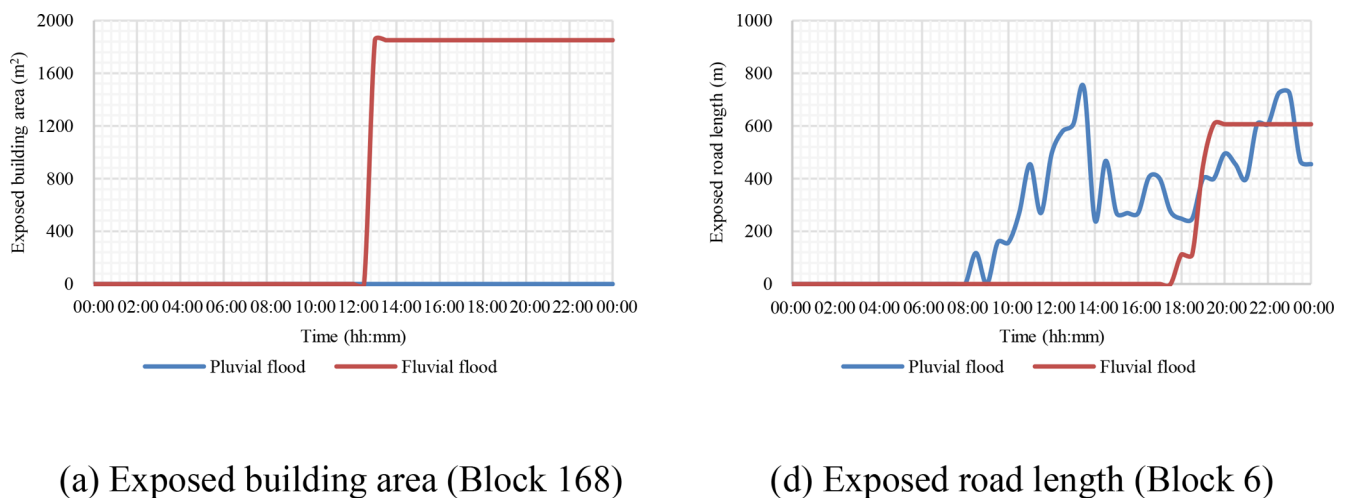 2000
1600
1200
800
400
0
Exposed building area (m²)
00:00 02:00 04:00 06:00 08:00 10:00 12:00 14:00 16:00 18:00 20:00 22:00 00:00
Time (hh:mm)
Pluvial flood Fluvial flood
(a) Exposed building area (Block 168)
1000
800
600
400
200
0
Exposed road length (m)
00:00 02:00 04:00 06:00 08:00 10:00 12:00 14:00 16:00 18:00 20:00 22:00 00:00
Time (hh:mm)
Pluvial flood Fluvial flood
(d) Exposed road length (Block 6)